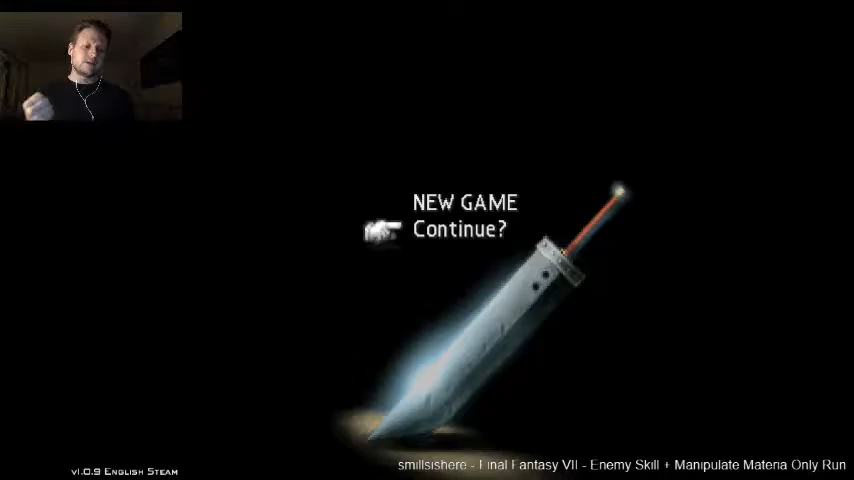 NEW GAME
Continue?
v1.0.9 English Steam
smillsishere - Final Fantasy VII - Enemy Skill + Manipulate Materia Only Run